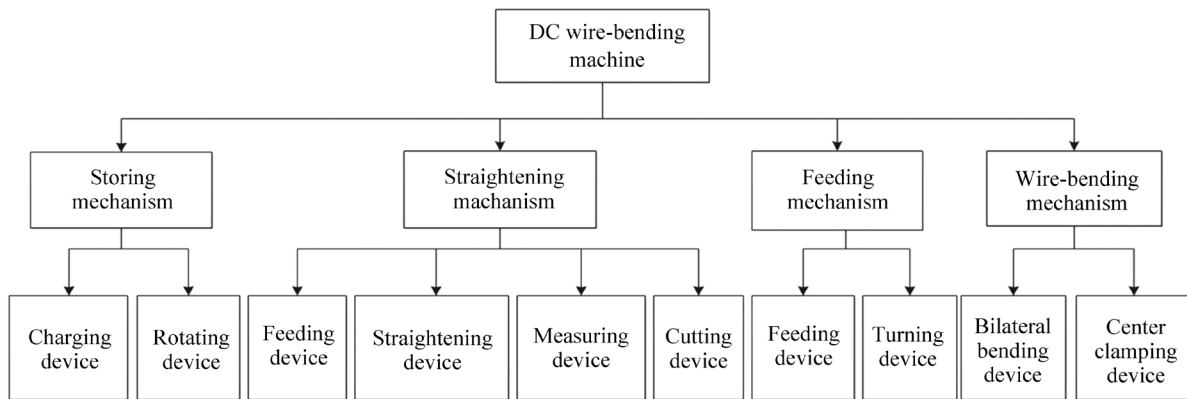 DC wire-bending
machine
Storing
mechanism
Straightening
machanism
Feeding
mechanism
Wire-bending
mechanism
Charging
device
Rotating
device
Feeding
device
Straightening
device
Measuring
device
Cutting
device
Feeding
device
Turning
device
Bilateral
bending
device
Center
clamping
device